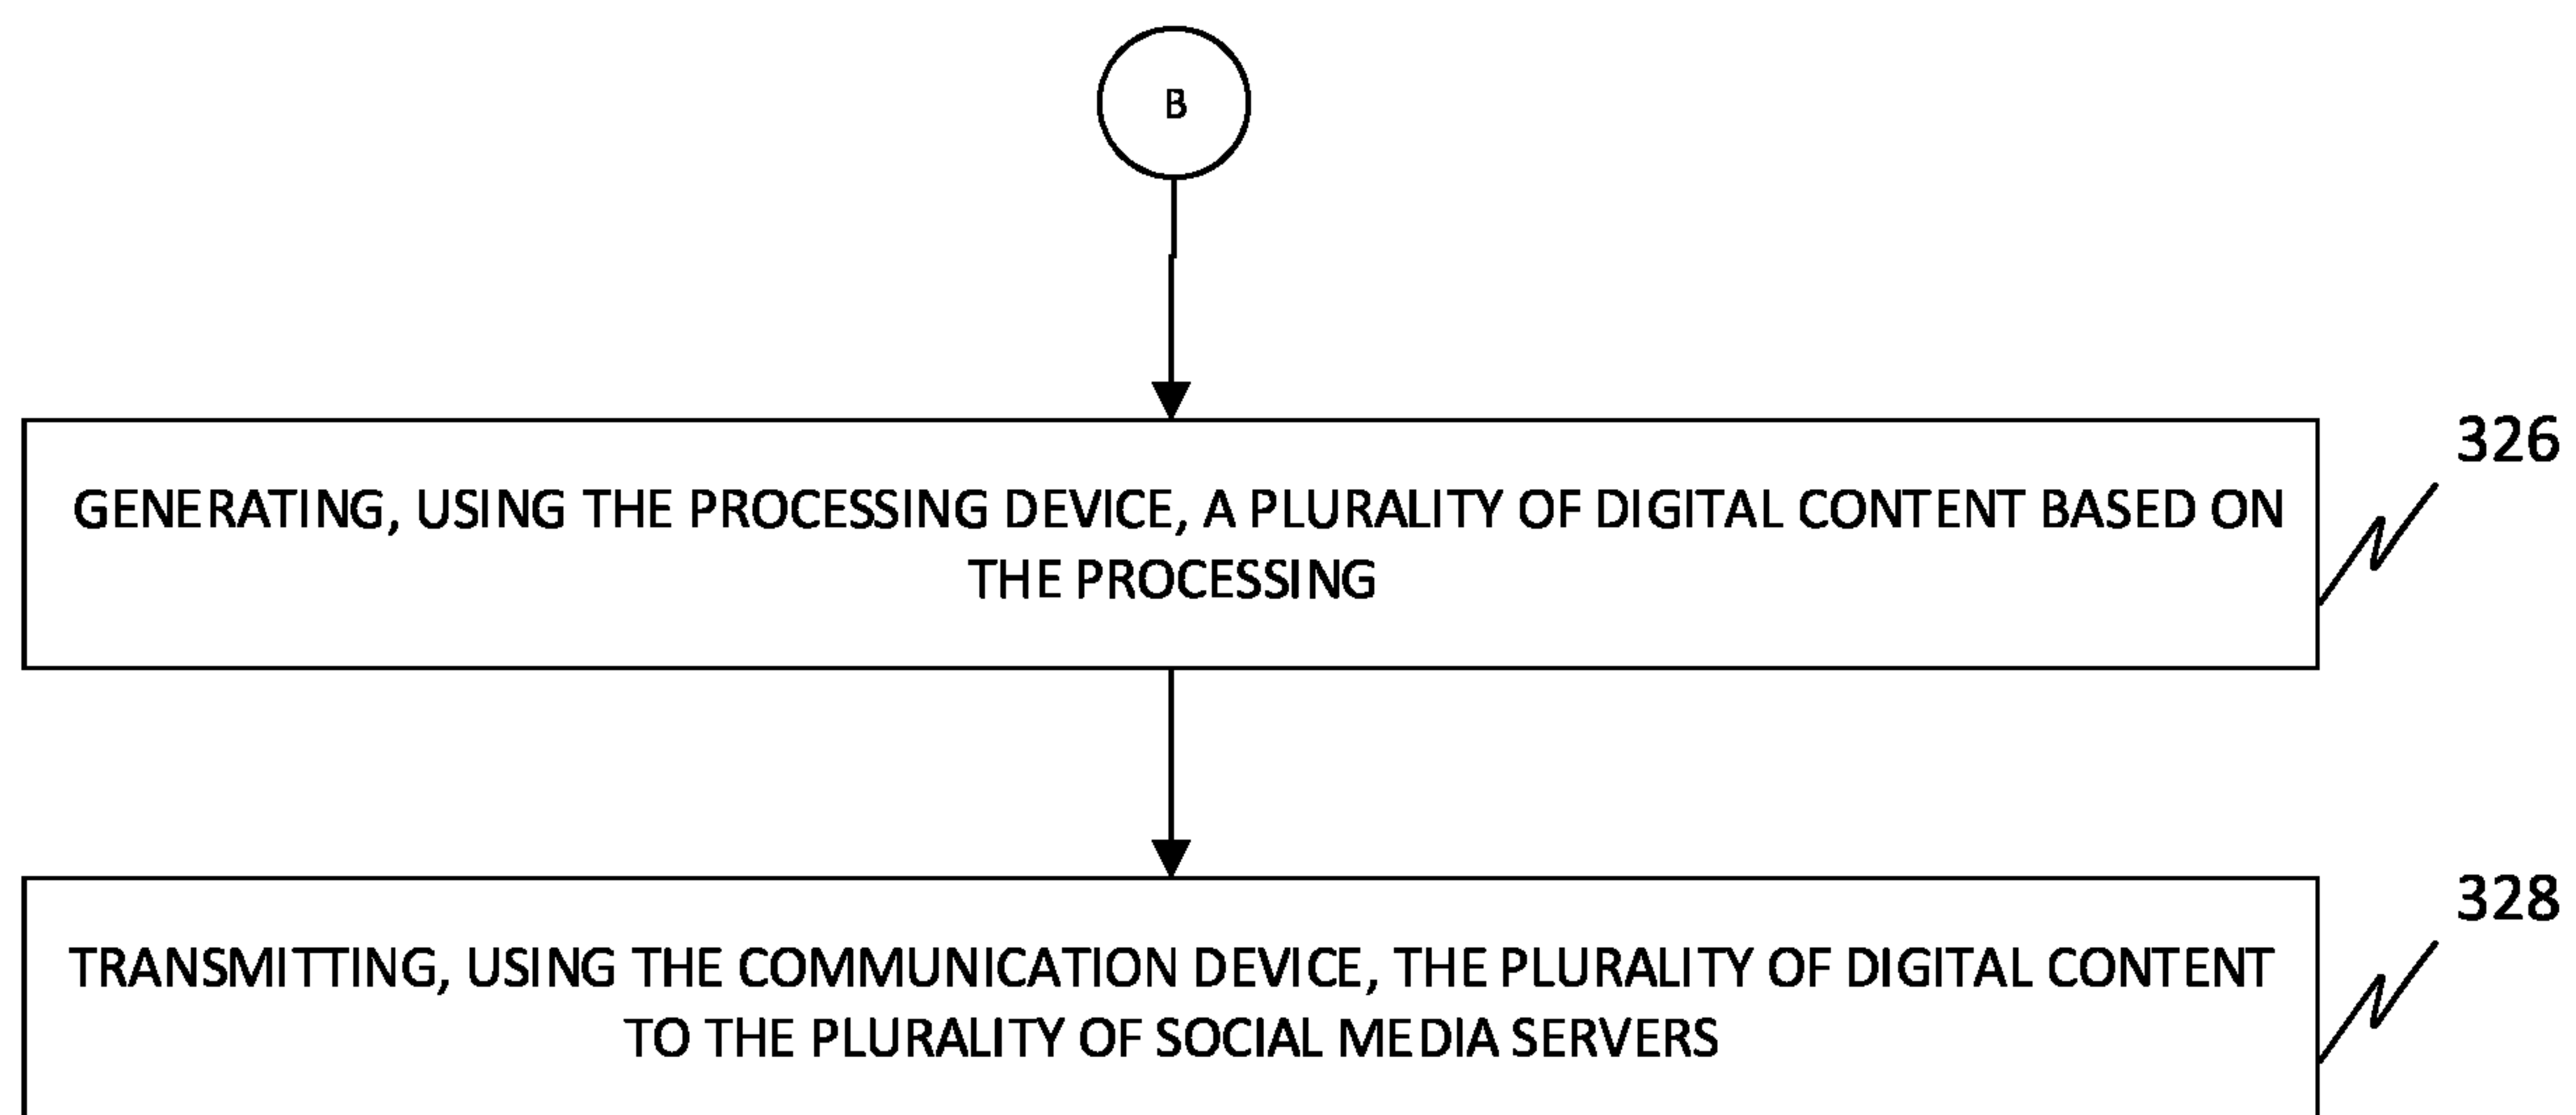 B
326
GENERATING, USING THE PROCESSING DEVICE, A PLURALITY OF DIGITAL CONTENT BASED ON
THE PROCESSING
328
TRANSMITTING, USING THE COMMUNICATION DEVICE, THE PLURALITY OF DIGITAL CONTENT
TO THE PLURALITY OF SOCIAL MEDIA SERVERS